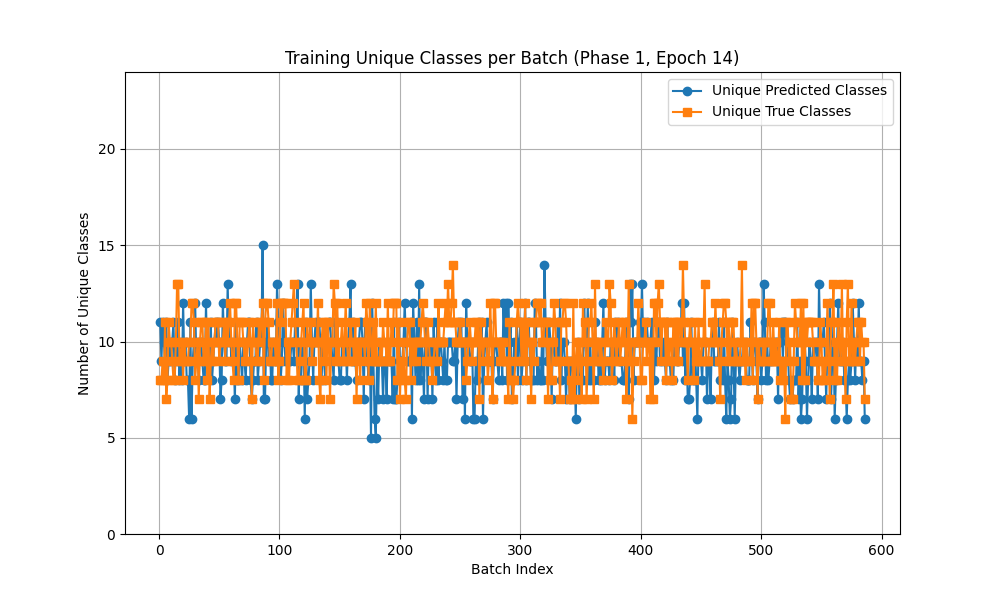 Training Unique Classes per Batch (Phase 1, Epoch 14)
Unique Predicted Classes
Unique True Classes
Number of Unique Classes
20
15
10
5
0
0 100 200 300 400 500 600
Batch Index